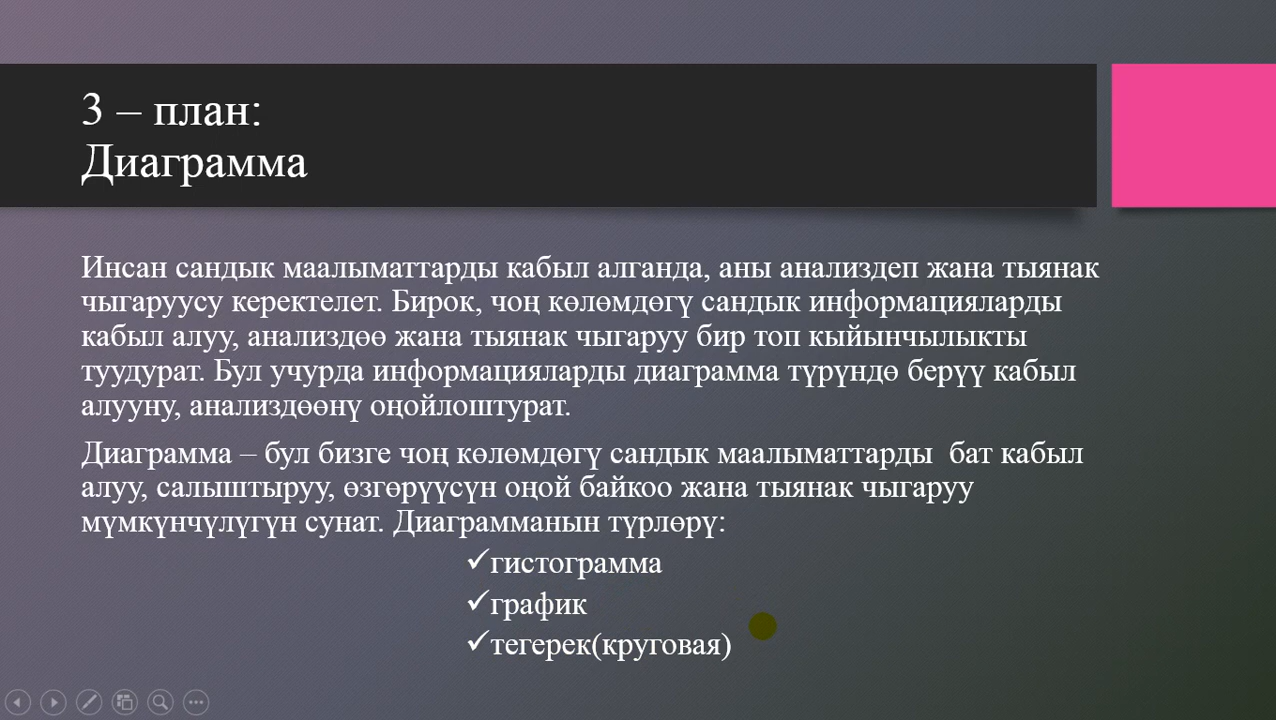 3 – план:
Диаграмма
Инсан сандык маалыматтарды кабыл алганда, аны анализдеп жана тыянак
чыгаруусу керектелет. Бирок, чоң көлөмдөгү сандык информацияларды
кабыл алуу, анализдөө жана тыянак чыгаруу бир топ кыйынчылыкты
туудурат. Бул учурда информацияларды диаграмма түрүндө берүү кабыл
алууну, анализдөөнү оңойлоштурат.
Диаграмма – бул бизге чоң көлөмдөгү сандык маалыматтарды  бат кабыл
алуу, салыштыруу, өзгөрүүсүн оңой байкоо жана тыянак чыгаруу
мүмкүнчүлүгүн сунат. Диаграмманын түрлөрү:
✓гистограмма
✓график
✓тегерек(круговая)